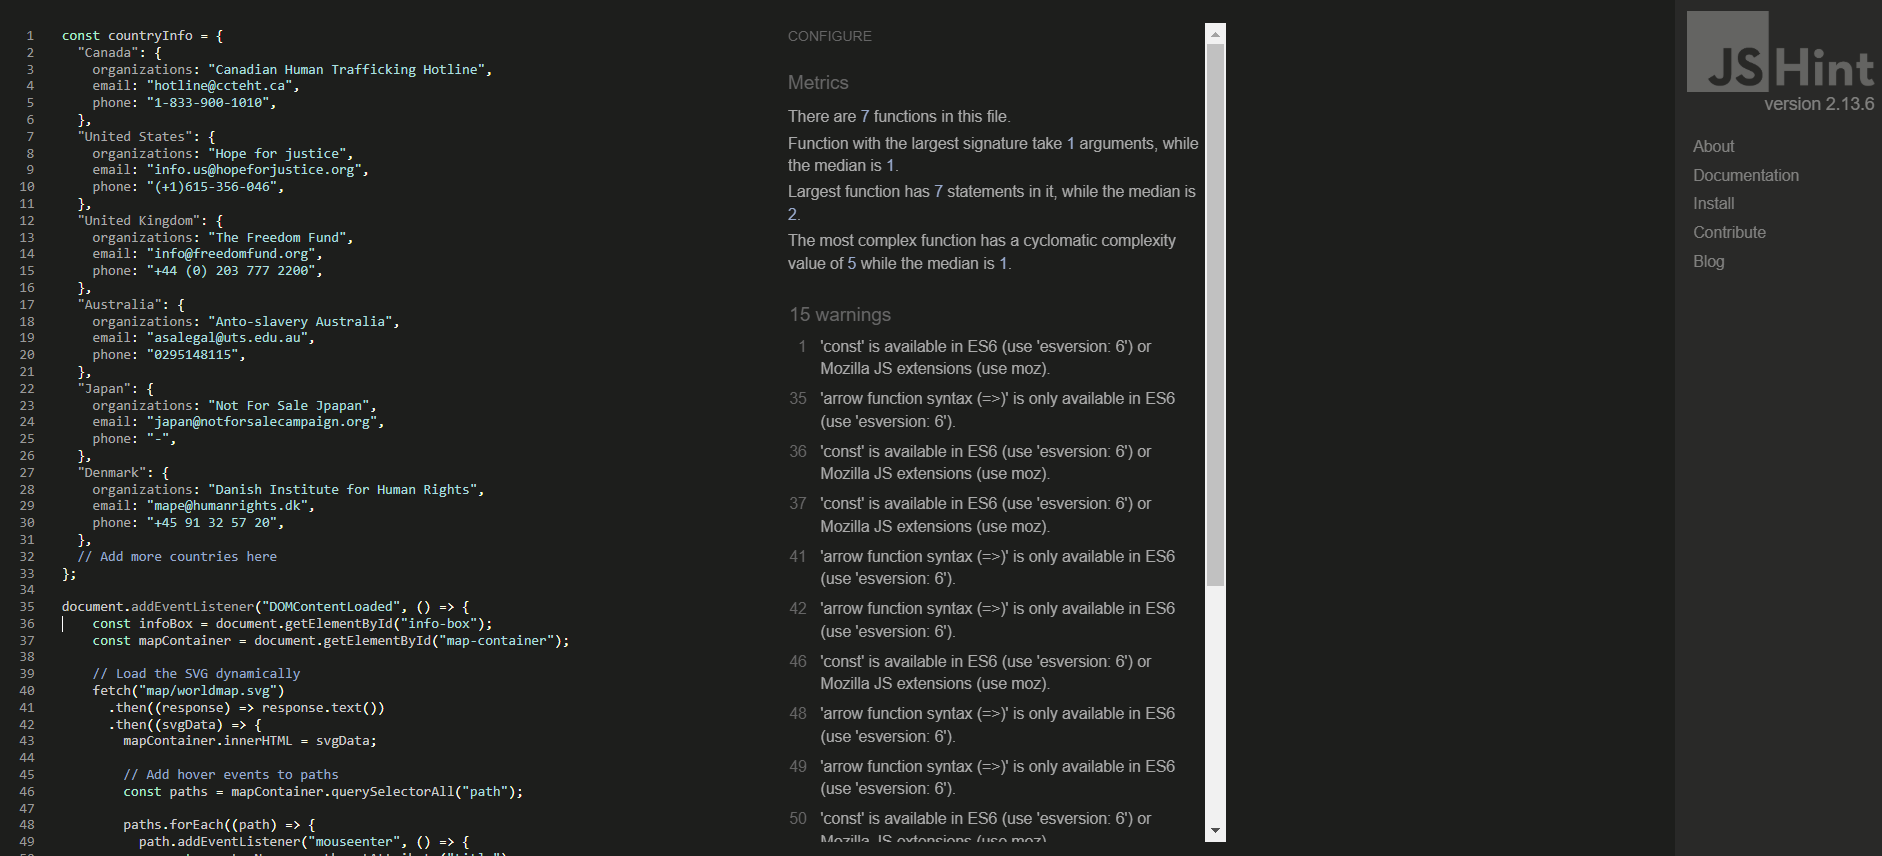 1 const countryInfo = {
2 "Canada": {
3 organizations: "Canadian Human Trafficking Hotline",
4 email: "hotline@ccteht.ca",
5 phone: "1-833-900-1010",
6 },
7 "United States": {
8 organizations: "Hope for justice",
9 email: "info.us@hopeforjustice.org",
10 phone: "(+1)615-356-046",
11 },
12 "United Kingdom": {
13 organizations: "The Freedom Fund",
14 email: "info@freedomfund.org",
15 phone: "+44 (0) 203 777 2200",
16 },
17 "Australia": {
18 organizations: "Anto-slavery Australia",
19 email: "asalegal@uts.edu.au",
20 phone: "0295148115",
21 },
22 "Japan": {
23 organizations: "Not For Sale Jpapan",
24 email: "japan@notforsalecampaign.org",
25 phone: "-",
26 },
27 "Denmark": {
28 organizations: "Danish Institute for Human Rights",
29 email: "mape@humanrights.dk",
30 phone: "+45 91 32 57 20",
31 },
32 // Add more countries here
33 };
34
35 document.addEventListener("DOMContentLoaded", () => {
36 const infoBox = document.getElementById("info-box");
37 const mapContainer = document.getElementById("map-container");
38
39 // Load the SVG dynamically
40 fetch("map/worldmap.svg")
41 .then((response) => response.text())
42 .then((svgData) => {
43 mapContainer.innerHTML = svgData;
44
45 // Add hover events to paths
46 const paths = mapContainer.querySelectorAll("path");
47
48 paths.forEach((path) => {
49 path.addEventListener("mouseenter", () => {
CONFIGURE
Metrics
There are 7 functions in this file.
Function with the largest signature take 1 arguments, while
the median is 1.
Largest function has 7 statements in it, while the median is
2.
The most complex function has a cyclomatic complexity
value of 5 while the median is 1.
15 warnings
1 'const' is available in ES6 (use 'esversion: 6') or
Mozilla JS extensions (use moz).
35 'arrow function syntax (=>)' is only available in ES6
(use 'esversion: 6').
36 'const' is available in ES6 (use 'esversion: 6') or
Mozilla JS extensions (use moz).
37 'const' is available in ES6 (use 'esversion: 6') or
Mozilla JS extensions (use moz).
41 'arrow function syntax (=>)' is only available in ES6
(use 'esversion: 6').
42 'arrow function syntax (=>)' is only available in ES6
(use 'esversion: 6').
46 'const' is available in ES6 (use 'esversion: 6') or
Mozilla JS extensions (use moz).
48 'arrow function syntax (=>)' is only available in ES6
(use 'esversion: 6').
49 'arrow function syntax (=>)' is only available in ES6
(use 'esversion: 6').
50 'const' is available in ES6 (use 'esversion: 6') or
Mozilla JS extensions (use moz)
JSHint
version 2.13.6
About
Documentation
Install
Contribute
Blog